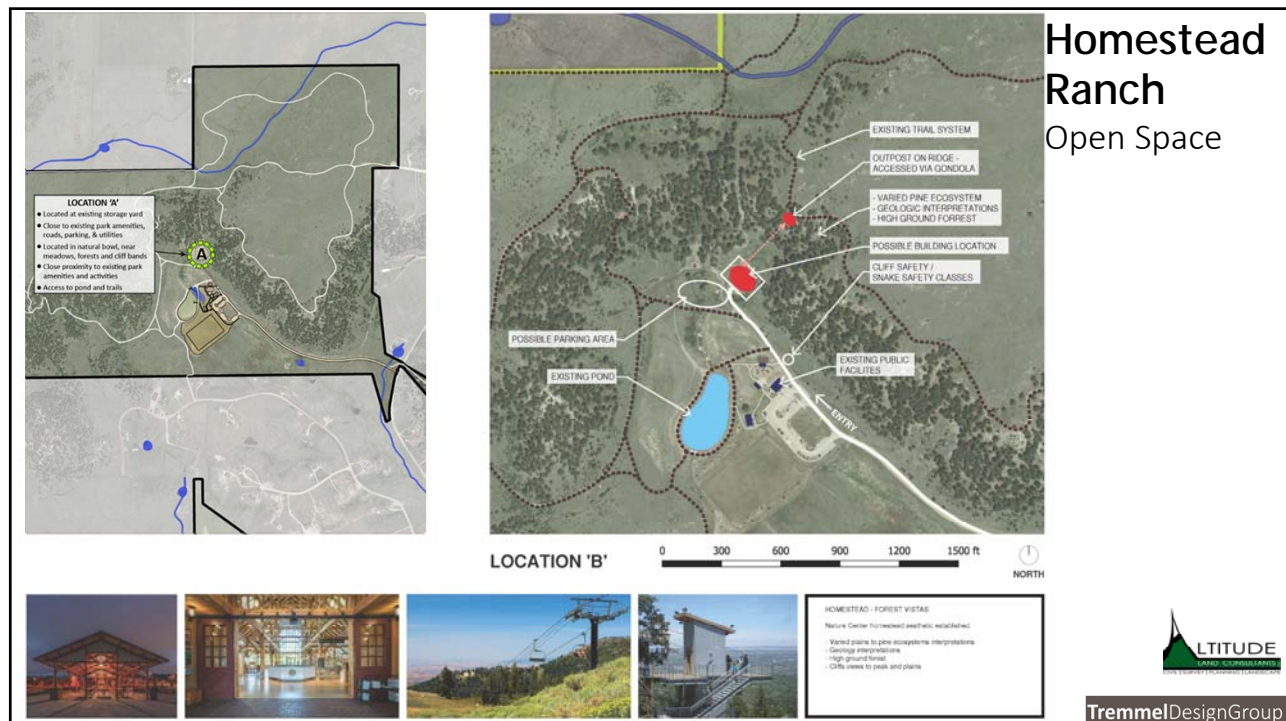 Homestead
Ranch
Open Space
LOCATION 'A'
● Located at existing storage yard
● Close to existing park amenities,
roads, parking, & utilities
● Located in natural bowl, near
meadows, forests and cliff bands
● Close proximity to existing park
amenities and activities
● Access to pond and trails
A
EXISTING TRAIL SYSTEM
OUTPOST ON RIDGE -
ACCESSED VIA GONDOLA
- VARIED PINE ECOSYSTEM
- GEOLOGIC INTERPRETATIONS
- HIGH GROUND FORREST
POSSIBLE BUILDING LOCATION
CLIFF SAFETY /
SNAKE SAFETY CLASSES
POSSIBLE PARKING AREA
EXISTING POND
EXISTING PUBLIC
FACILITES
ENTRY
LOCATION 'B'
0 300 600 900 1200 1500 ft
NORTH
HOMESTEAD - FOREST VISTAS
Nature Center homestead aesthetic established
- Varied plains to pine ecosystems interpretations
- Geology interpretations
- High ground forest
- Cliffs views to peak and plains
ALTITUDE
LAND CONSULTANTS
CIVIL | SURVEY | PLANNING | LANDSCAPE
TremmelDesignGroup